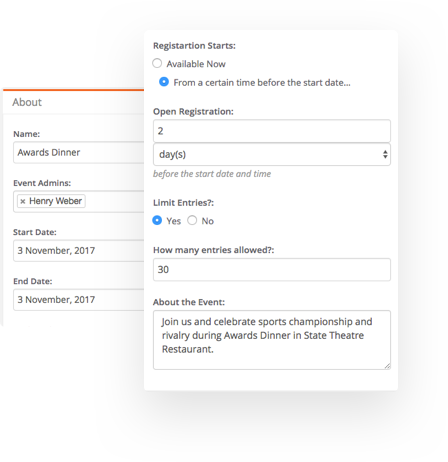 About
Name:
Awards Dinner
Event Admins:
× Henry Weber
Start Date:
3 November, 2017
End Date:
3 November, 2017
Registartion Starts:
Available Now
From a certain time before the start date...
Open Registration:
2
day(s)
before the start date and time
Limit Entries?:
Yes No
How many entries allowed?:
30
About the Event:
Join us and celebrate sports championship and
rivalry during Awards Dinner in State Theatre
Restaurant.